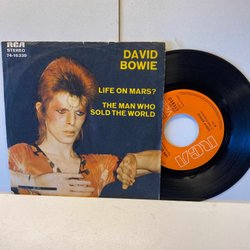 RCA
STEREO
74-16339
DAVID
BOWIE
LIFE ON MARS?
THE MAN WHO
SOLD THE WORLD
RCA